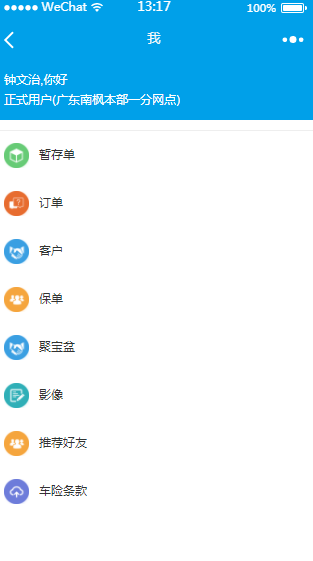 WeChat 13:17 100%
我
钟文治,你好
正式用户(广东南枫本部一分网点)
暂存单
订单
客户
保单
聚宝盆
影像
推荐好友
车险条款